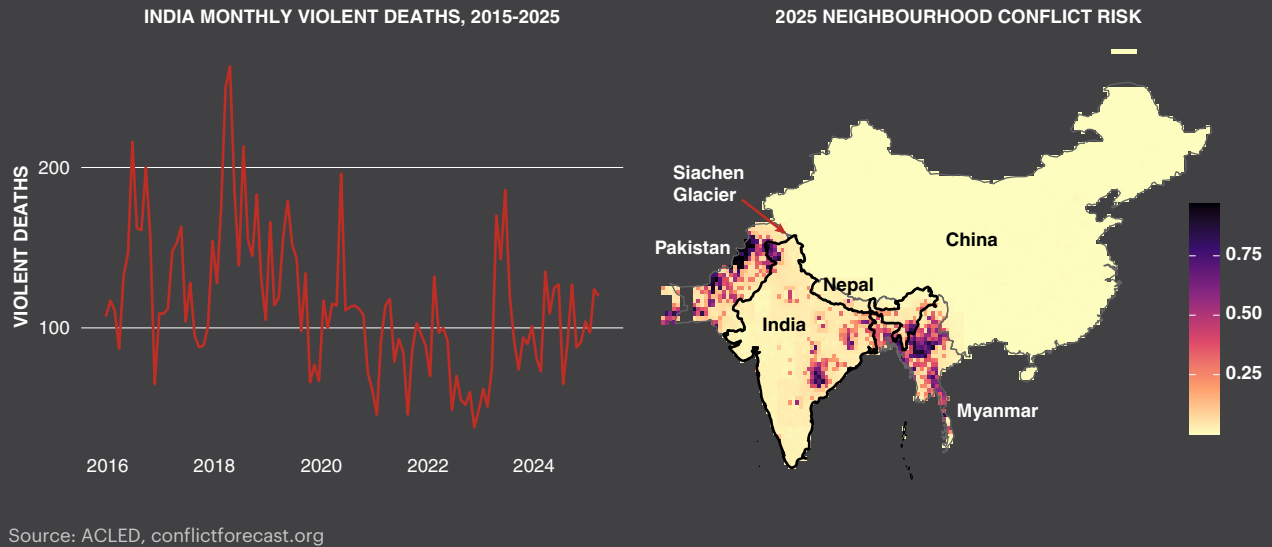 INDIA MONTHLY VIOLENT DEATHS, 2015-2025
VIOLENT DEATHS
200
100
2016 2018 2020 2022 2024
2025 NEIGHBOURHOOD CONFLICT RISK
Siachen
Glacier
Pakistan
China
Nepal
India
Myanmar
0.75
0.50
0.25
Source: ACLED, conflictforecast.org